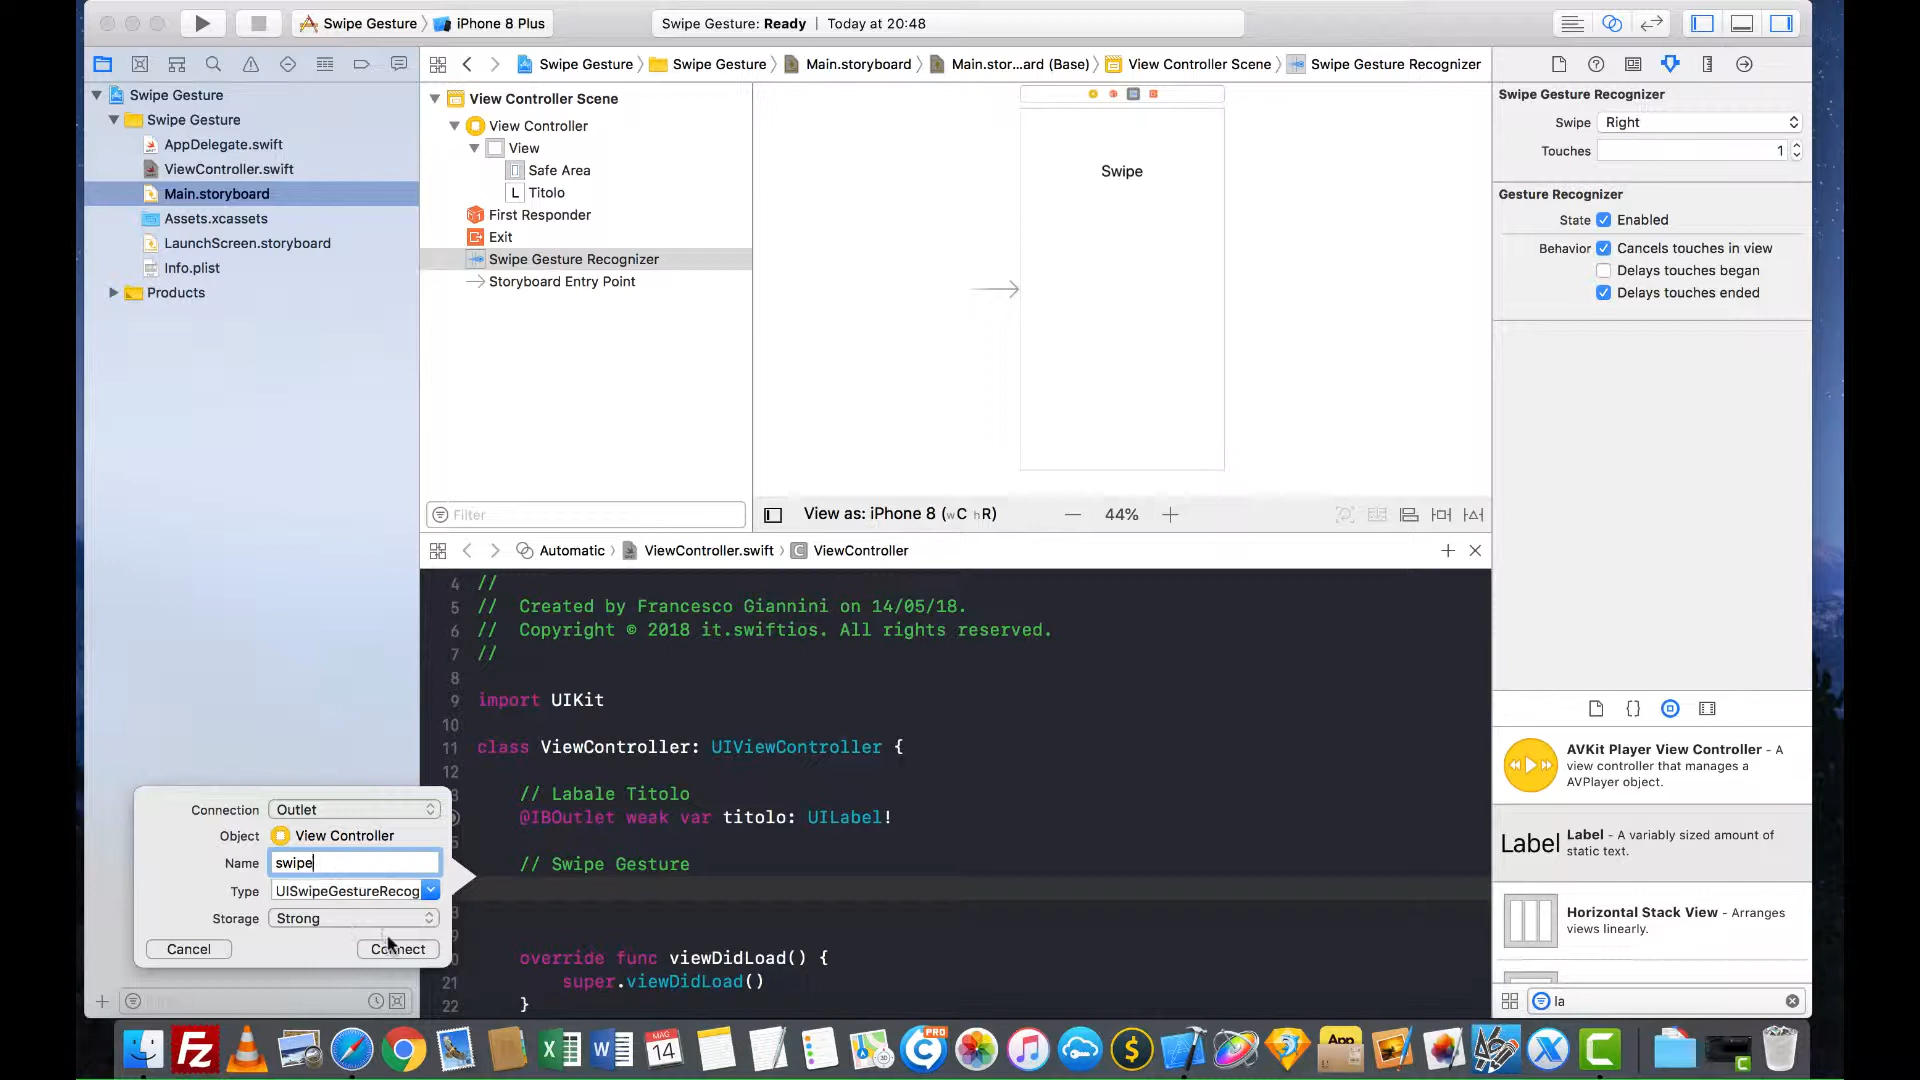 Swipe Gesture
iPhone 8 Plus
Swipe Gesture: Ready | Today at 20:48
Swipe Gesture
Swipe Gesture
Main.storyboard
Main.stor...ard (Base)
View Controller Scene
Swipe Gesture Recognizer
Swipe Gesture
Swipe Gesture
AppDelegate.swift
ViewController.swift
Main.storyboard
Assets.xcassets
LaunchScreen.storyboard
Info.plist
Products
View Controller Scene
View Controller
View
Safe Area
L Titolo
First Responder
Exit
Swipe Gesture Recognizer
Storyboard Entry Point
Filter
Swipe
View as: iPhone 8 (wC hR)
44%
Swipe Gesture Recognizer
Swipe Right
Touches 1
Gesture Recognizer
State Enabled
Behavior Cancels touches in view
Delays touches began
Delays touches ended
Automatic
ViewController.swift
C ViewController
4 //
5 // Created by Francesco Giannini on 14/05/18.
6 // Copyright © 2018 it.swiftios. All rights reserved.
7 //
8
9 import UIKit
10
11 class ViewController: UIViewController {
12
// Labale Titolo
@IBOutlet weak var titolo: UILabel!
// Swipe Gesture
override func viewDidLoad() {
21 super.viewDidLoad()
22 }
Connection Outlet
Object View Controller
Name swipe
Type UISwipeGestureRecog
Storage Strong
Cancel
Connect
AVKit Player View Controller - A
view controller that manages a
AVPlayer object.
Label
Label - A variably sized amount of
static text.
Horizontal Stack View - Arranges
views linearly.
la
Fz
X
W
MAG
14
PRO
C
$
App
X
C